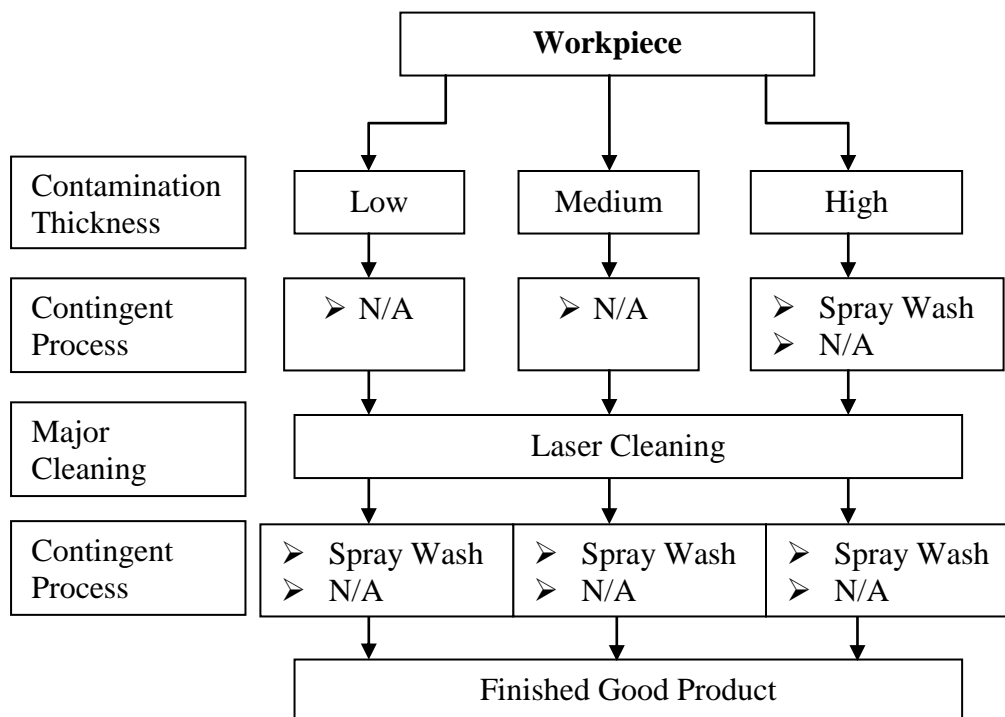 Workpiece
Contamination
Thickness
Low
Medium
High
Contingent
Process
➢ N/A
➢ N/A
➢ Spray Wash
➢ N/A
Major
Cleaning
Laser Cleaning
Contingent
Process
➢ Spray Wash
➢ N/A
➢ Spray Wash
➢ N/A
➢ Spray Wash
➢ N/A
Finished Good Product